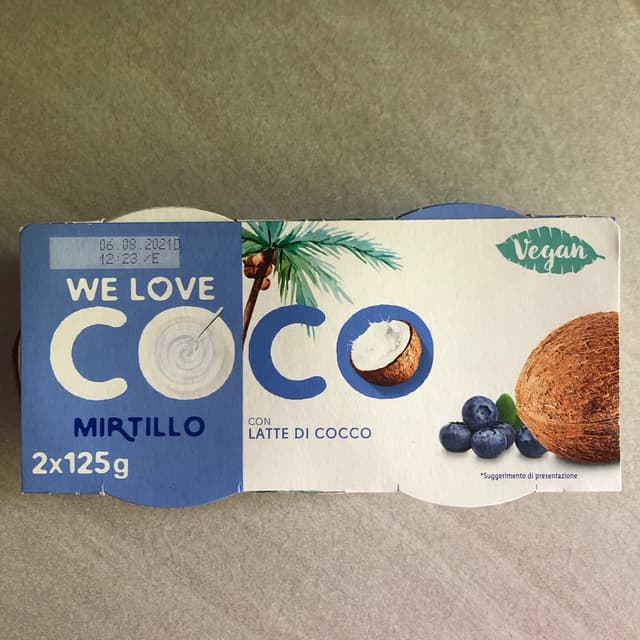 06.08.2021D
12:23 /E
WE LOVE
COCO
MIRTILLO
2x125g
CON
LATTE DI COCCO
Vegan
*Suggerimento di presentazione